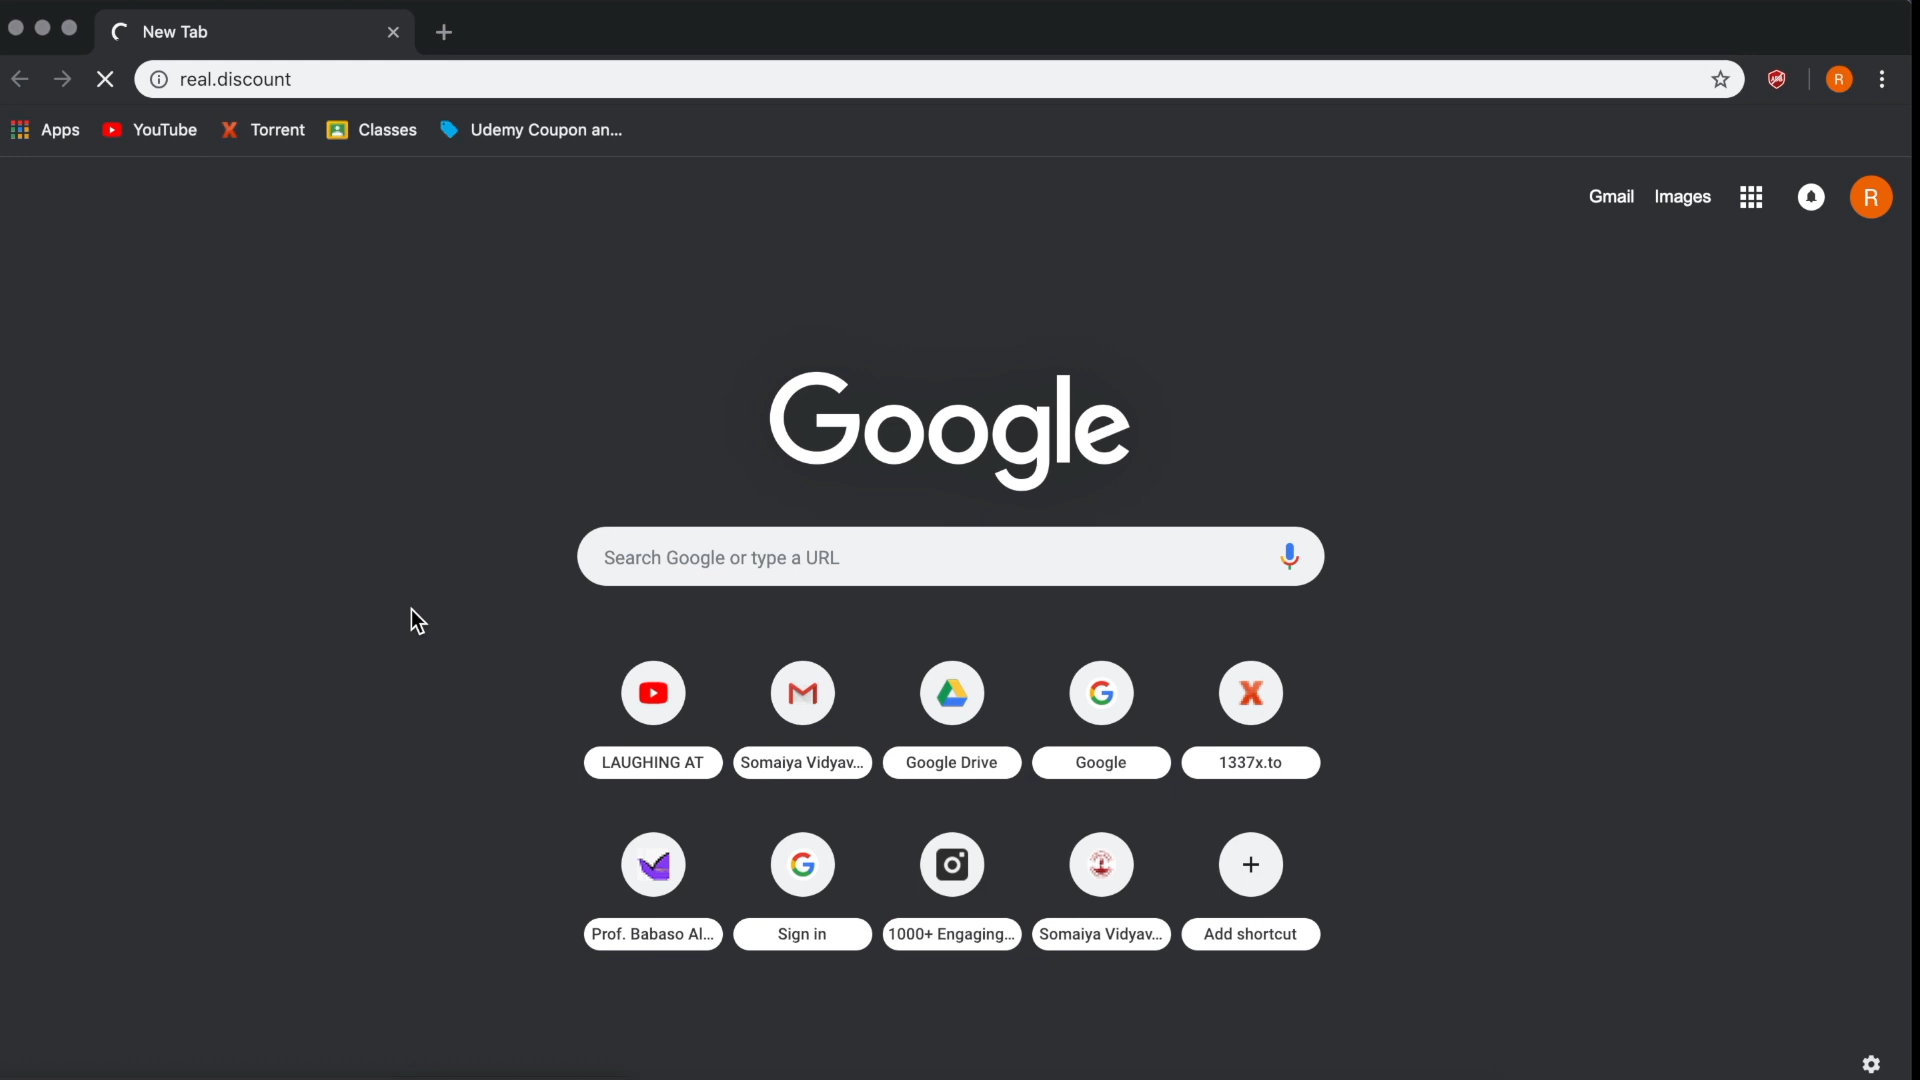 New Tab
real.discount
Apps YouTube Torrent Classes Udemy Coupon an...
Gmail Images R
Google
Search Google or type a URL
LAUGHING AT Somaiya Vidyav... Google Drive Google 1337x.to
Prof. Babaso Al... Sign in 1000+ Engaging... Somaiya Vidyav... Add shortcut